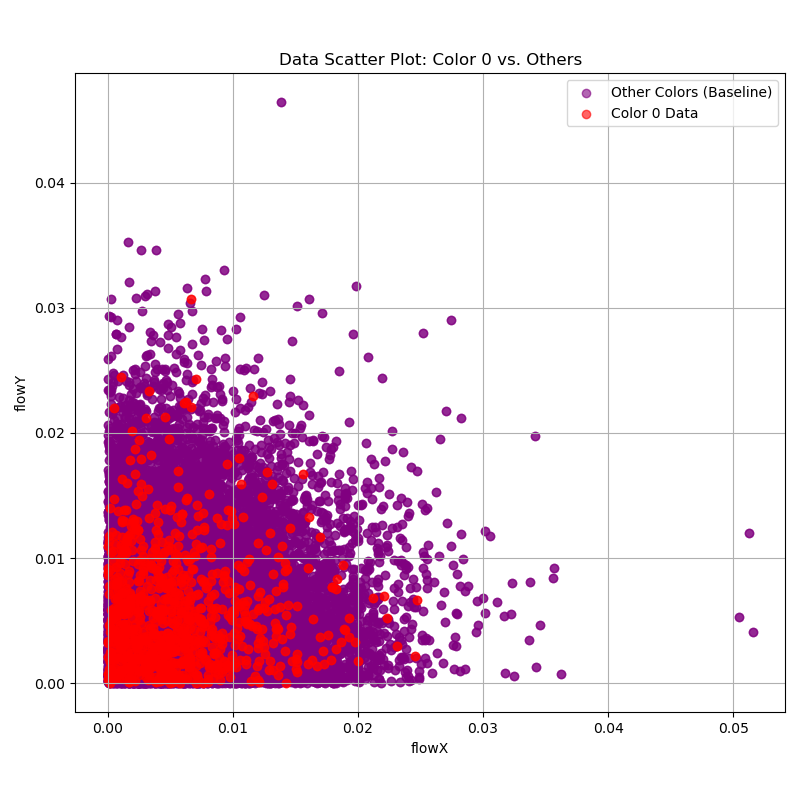 Data Scatter Plot: Color 0 vs. Others
Other Colors (Baseline)
Color 0 Data
flowY
0.04
0.03
0.02
0.01
0.00
0.00 0.01 0.02 0.03 0.04 0.05
flowX